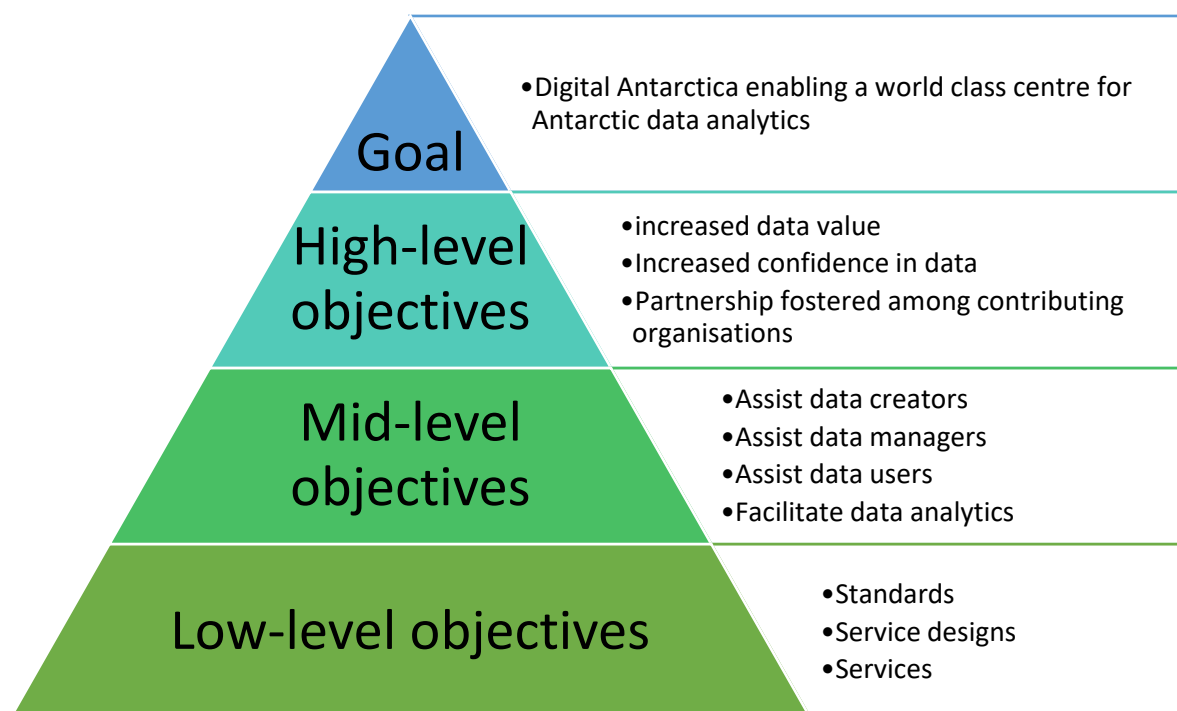 Goal
•Digital Antarctica enabling a world class centre for
Antarctic data analytics
High-level
objectives
•increased data value
•Increased confidence in data
•Partnership fostered among contributing
organisations
Mid-level
objectives
•Assist data creators
•Assist data managers
•Assist data users
•Facilitate data analytics
Low-level objectives
•Standards
•Service designs
•Services